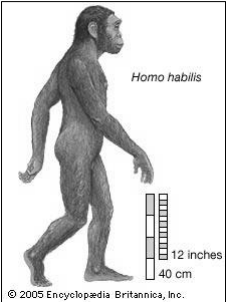 Homo habilis
12 inches
40 cm
© 2005 Encyclopædia Britannica, Inc.